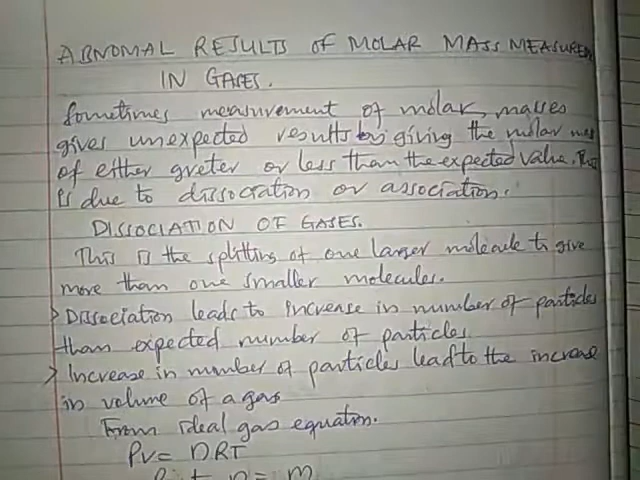 ABNOMAL RESULTS OF MOLAR MASS MEASUREM
IN GASES.
Sometimes measurement of molar masses
gives unexpected results by giving the molar mas
of either greter or less than the expected value. This
is due to dissociation or association.
DISSOCIATION OF GASES.
This is the splitting of one larger molecule to give
more than one smaller molecules.
> Dissociation leads to increase in number of particles
than expected number of particles
> Increase in number of particles lead to the increase
in volume of a gas
From ideal gas equation.
PV = nRT
But n = m